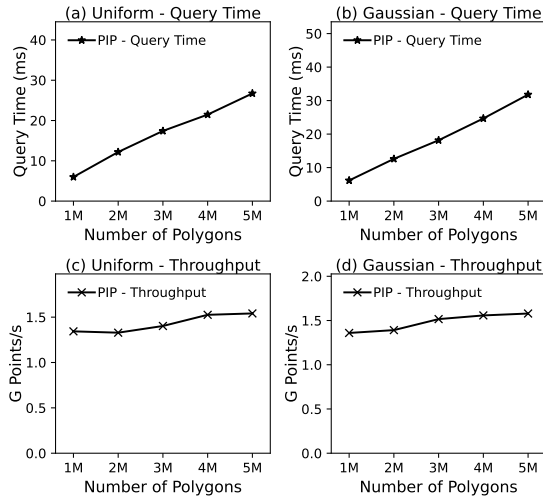 (a) Uniform - Query Time
PIP - Query Time
Query Time (ms)
40
30
20
10
0
1M 2M 3M 4M 5M
Number of Polygons
(b) Gaussian - Query Time
PIP - Query Time
Query Time (ms)
50
40
30
20
10
0
1M 2M 3M 4M 5M
Number of Polygons
(c) Uniform - Throughput
PIP - Throughput
G Points/s
1.5
1.0
0.5
0.0
1M 2M 3M 4M 5M
Number of Polygons
(d) Gaussian - Throughput
PIP - Throughput
G Points/s
2.0
1.5
1.0
0.5
0.0
1M 2M 3M 4M 5M
Number of Polygons